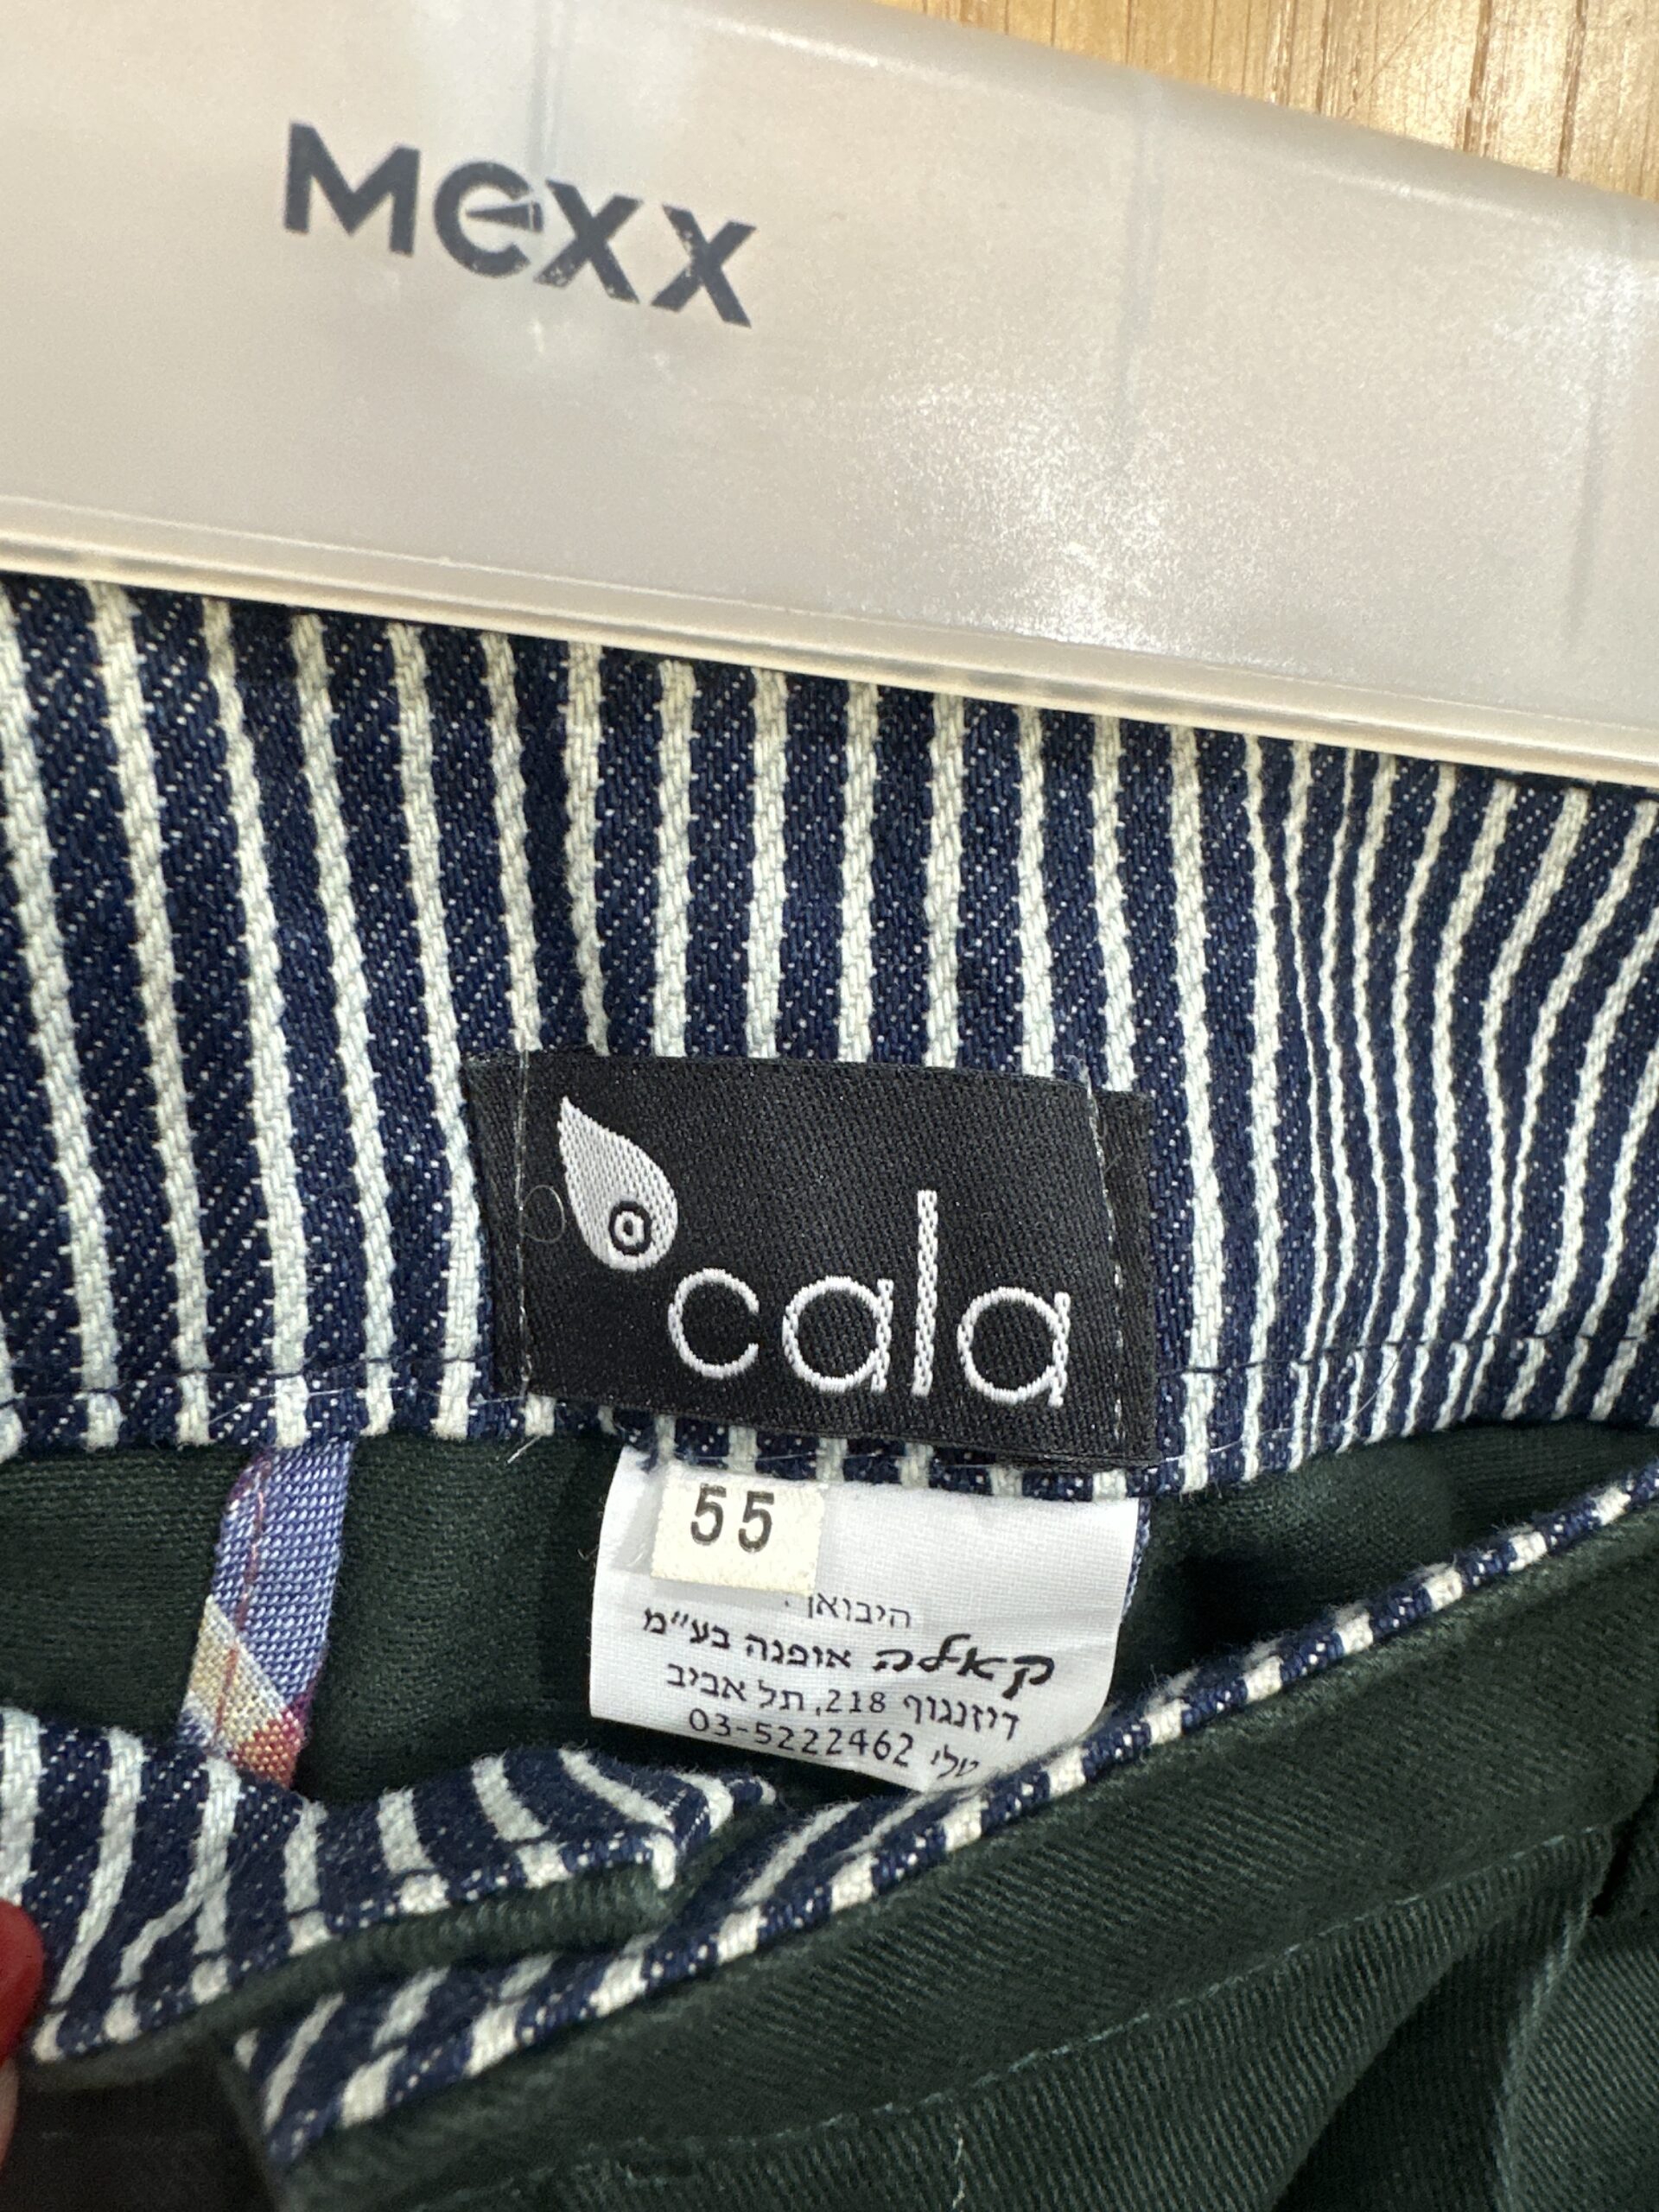 Mexx
cala
55
היבואן
קאלה אופנה בע"מ
דיזנגוף 218, תל אביב
טלי 03-5222462